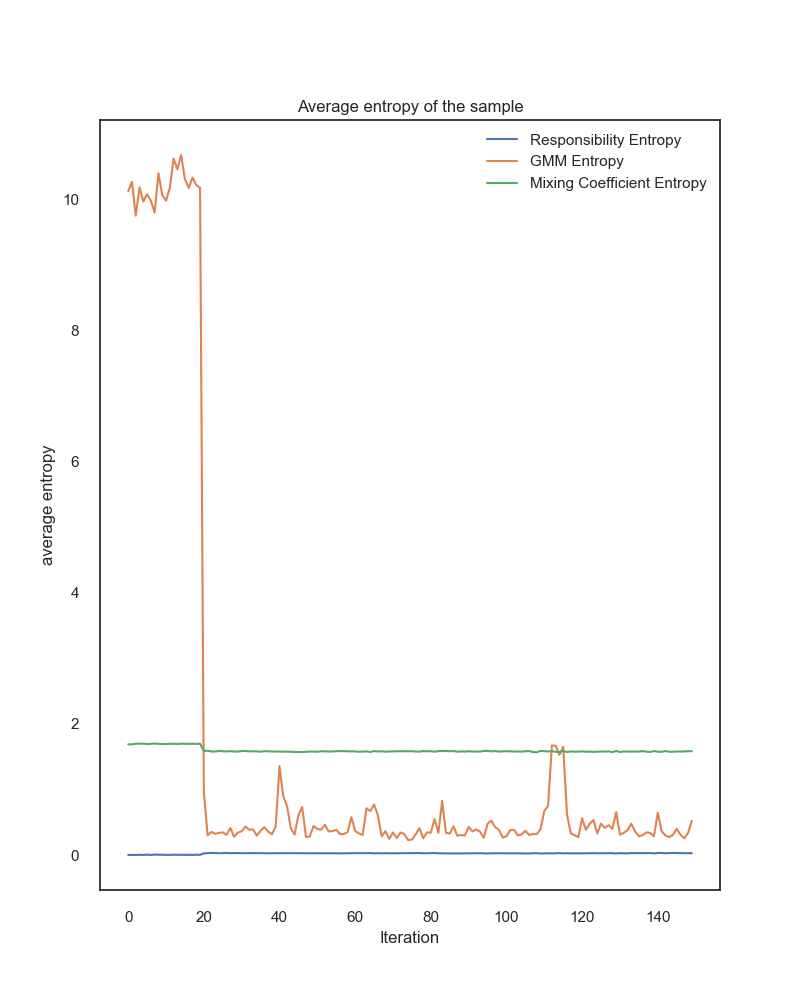 Average entropy of the sample
Responsibility Entropy
GMM Entropy
Mixing Coefficient Entropy
average entropy
10
8
6
4
2
0
0 20 40 60 80 100 120 140
Iteration